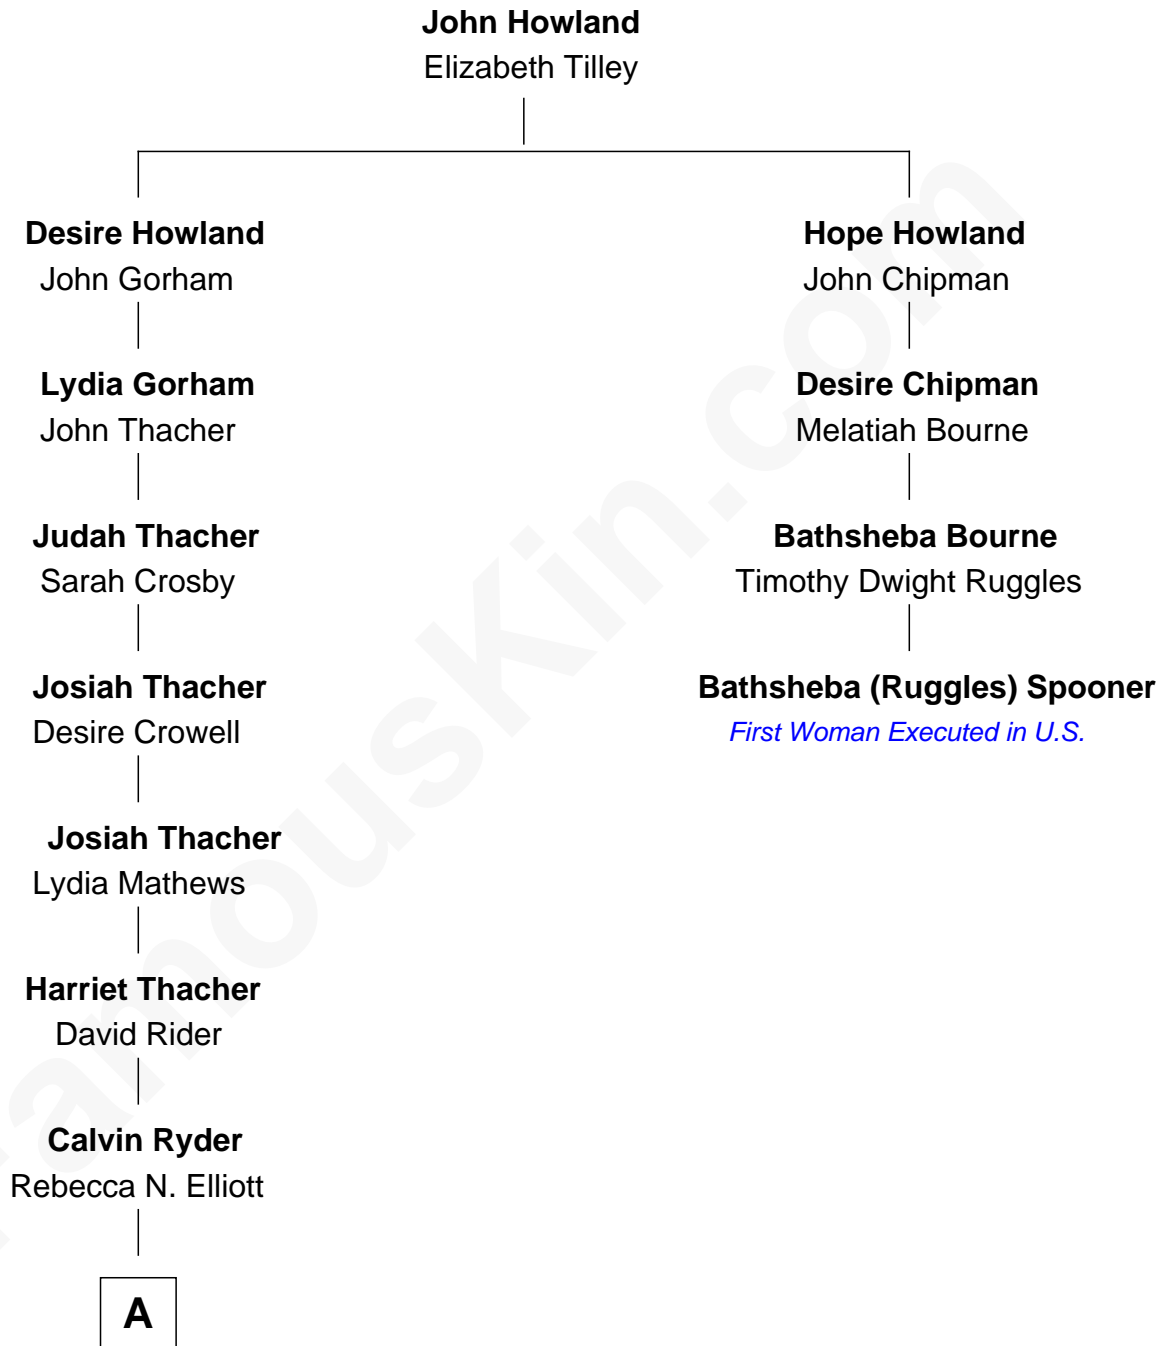 John Howland
Elizabeth Tilley
Desire Howland
John Gorham
Hope Howland
John Chipman
Lydia Gorham
John Thacher
Desire Chipman
Melatiah Bourne
Judah Thacher
Sarah Crosby
Bathsheba Bourne
Timothy Dwight Ruggles
Josiah Thacher
Desire Crowell
Bathsheba (Ruggles) Spooner
First Woman Executed in U.S.
Josiah Thacher
Lydia Mathews
Harriet Thacher
David Rider
Calvin Ryder
Rebecca N. Elliott
A
FamousKin.com